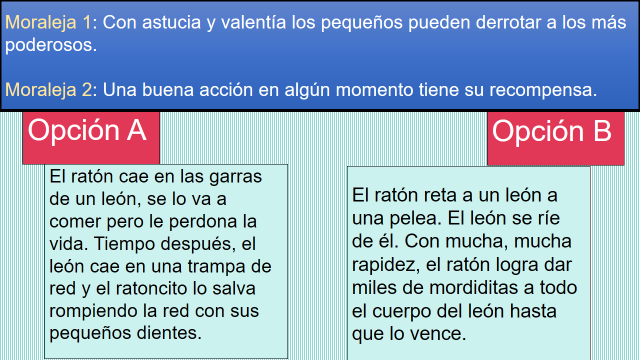 Moraleja 1: Con astucia y valentía los pequeños pueden derrotar a los más
poderosos.
Moraleja 2: Una buena acción en algún momento tiene su recompensa.
Opción A
El ratón cae en las garras
de un león, se lo va a
comer pero le perdona la
vida. Tiempo después, el
león cae en una trampa de
red y el ratoncito lo salva
rompiendo la red con sus
pequeños dientes.
Opción B
El ratón reta a un león a
una pelea. El león se ríe
de él. Con mucha, mucha
rapidez, el ratón logra dar
miles de mordiditas a todo
el cuerpo del león hasta
que lo vence.